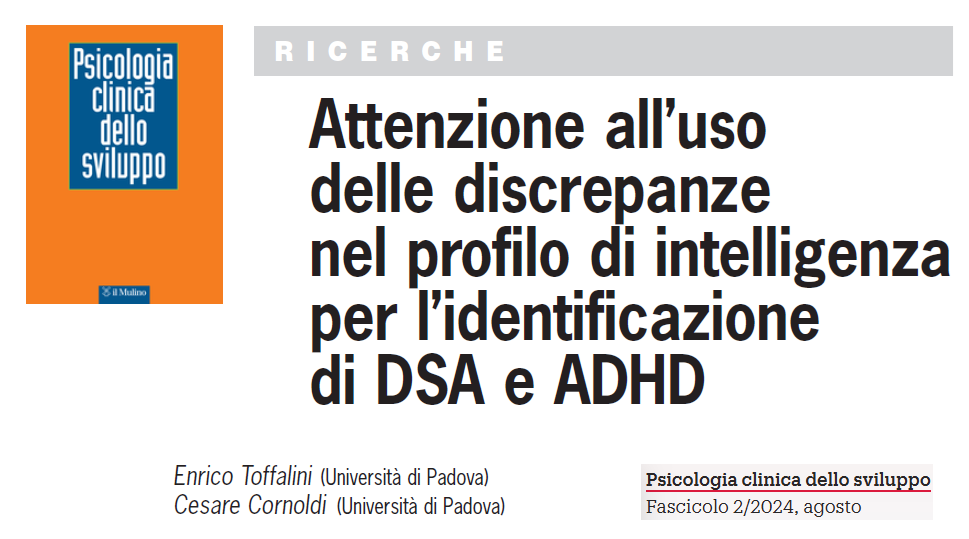 Psicologia
clinica
dello
sviluppo
il Mulino
RICERCHE
Attenzione all'uso
delle discrepanze
nel profilo di intelligenza
per l'identificazione
di DSA e ADHD
Enrico Toffalini (Università di Padova)
Cesare Cornoldi (Università di Padova)
Psicologia clinica dello sviluppo
Fascicolo 2/2024, agosto